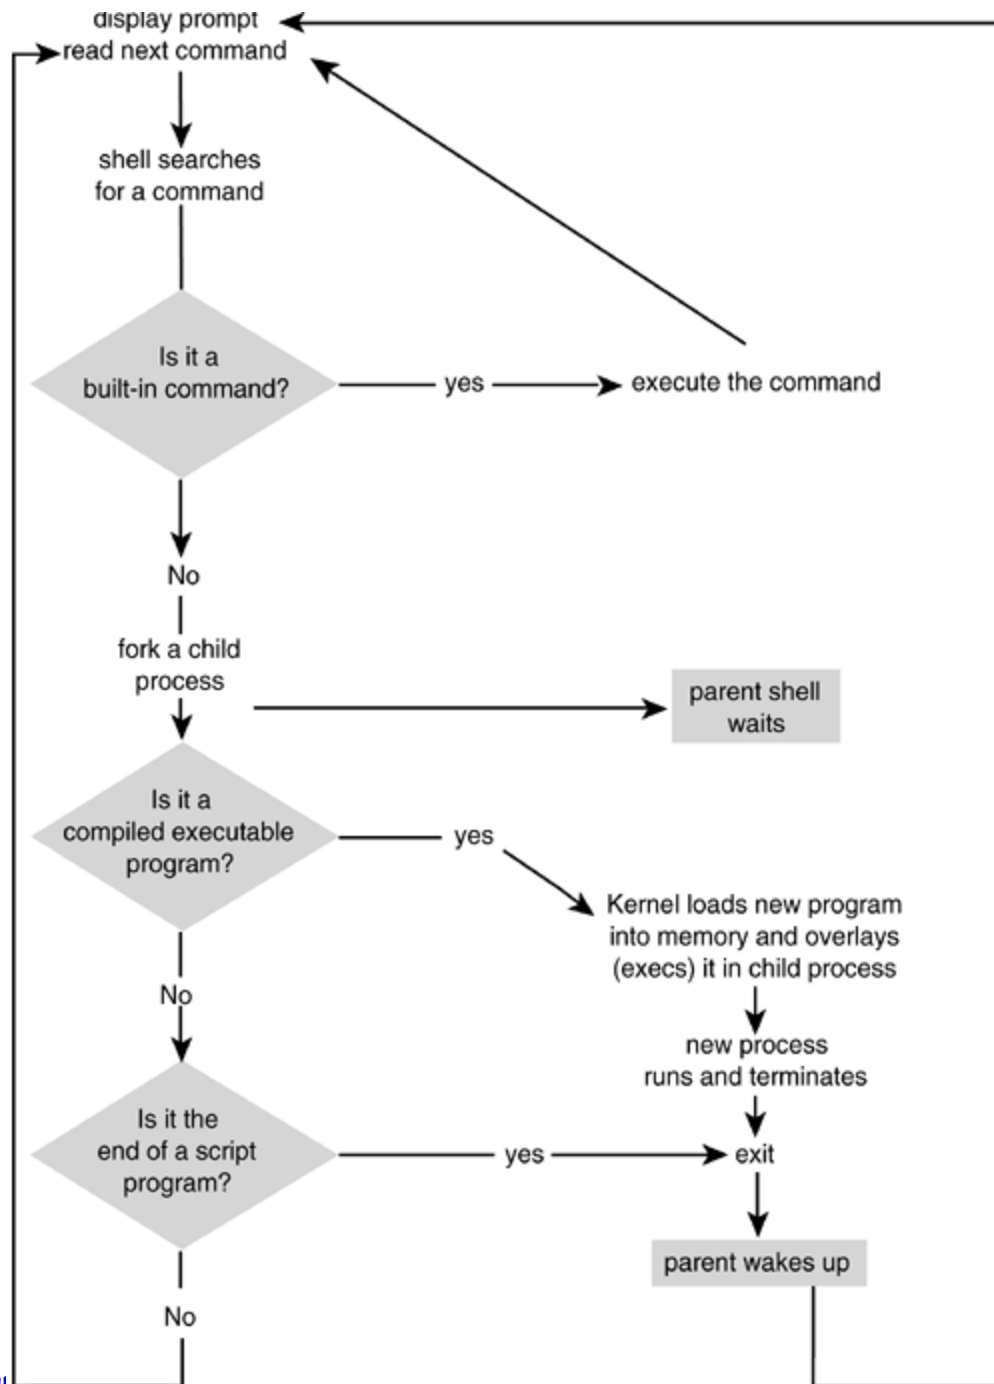 display prompt
read next command
shell searches
for a command
Is it a
built-in command?
yes
execute the command
No
fork a child
process
parent shell
waits
Is it a
compiled executable
program?
yes
Kernel loads new program
into memory and overlays
(execs) it in child process
No
new process
runs and terminates
Is it the
end of a script
program?
yes
exit
parent wakes up
No